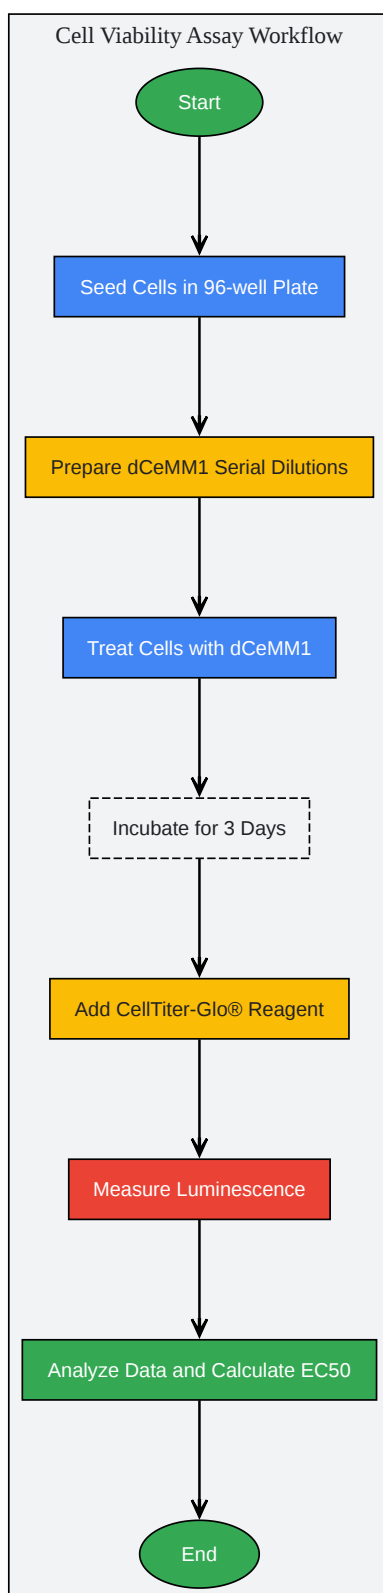 Cell Viability Assay Workflow
Start
Seed Cells in 96-well Plate
Prepare dCeMM1 Serial Dilutions
Treat Cells with dCeMM1
Incubate for 3 Days
Add CellTiter-Glo® Reagent
Measure Luminescence
Analyze Data and Calculate EC50
End